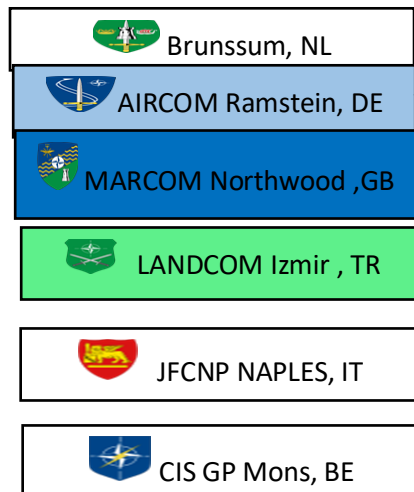 Brunssum, NL
AIRCOM Ramstein, DE
MARCOM Northwood ,GB
LANDCOM Izmir , TR
JFCNP NAPLES, IT
CIS GP Mons, BE